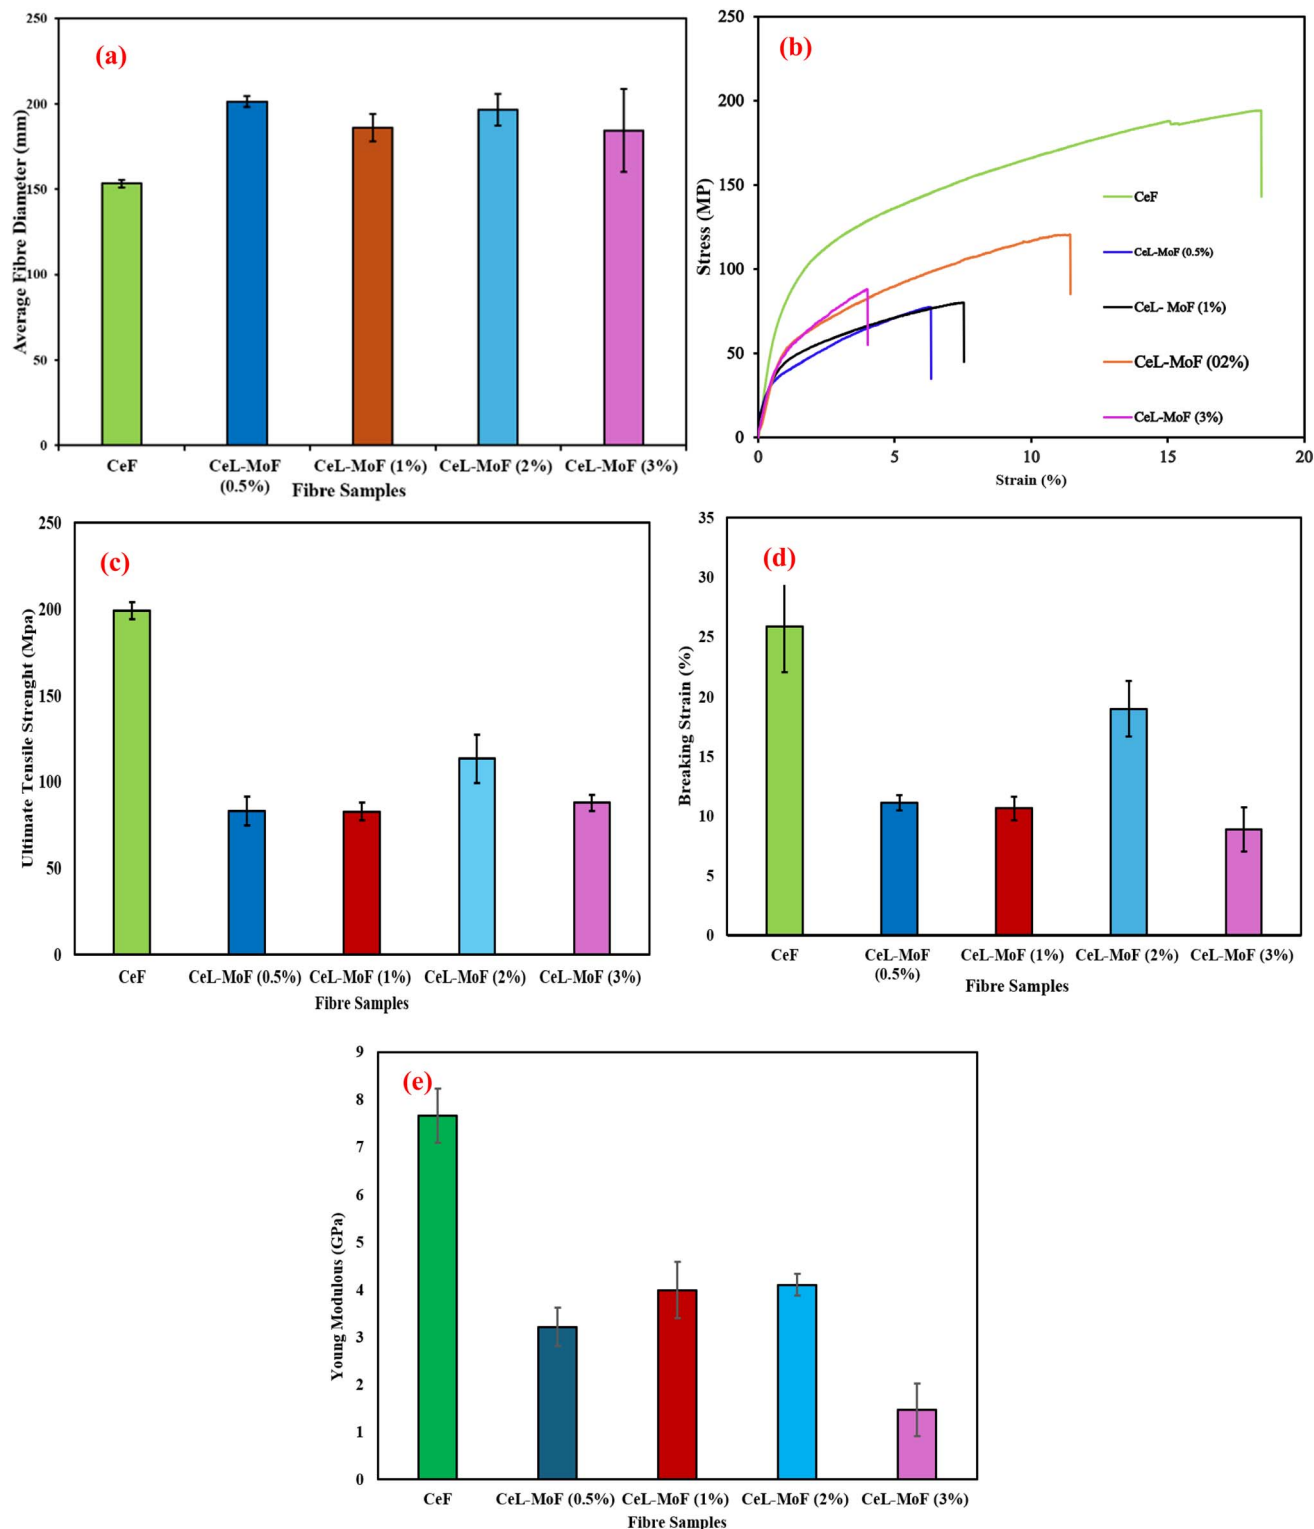 (a)
Average Fibre Diameter (mm)
250
200
150
100
50
0
CeF
CeL-MoF
(0.5%)
CeL-MoF (1%)
CeL-MoF (2%)
CeL-MoF (3%)
Fibre Samples
(b)
Stress (MP)
250
200
150
100
50
0
0
5
10
15
20
Strain (%)
CeF
CeL-MoF (0.5%)
CeL- MoF (1%)
CeL-MoF (02%)
CeL-MoF (3%)
(c)
Ultimate Tensile Strenght (Mpa)
250
200
150
100
50
0
CeF
CeL-MoF (0.5%)
CeL-MoF (1%)
CeL-MoF (2%)
CeL-MoF (3%)
Fibre Samples
(d)
Breaking Strain (%)
35
30
25
20
15
10
5
0
CeF
CeL-MoF
(0.5%)
CeL-MoF (1%)
CeL-MoF (2%)
CeL-MoF (3%)
Fibre Samples
(e)
Young Modulous (GPa)
9
8
7
6
5
4
3
2
1
0
CeF
CeL-MoF (0.5%)
CeL-MoF (1%)
CeL-MoF (2%)
CeL-MoF (3%)
Fibre Samples